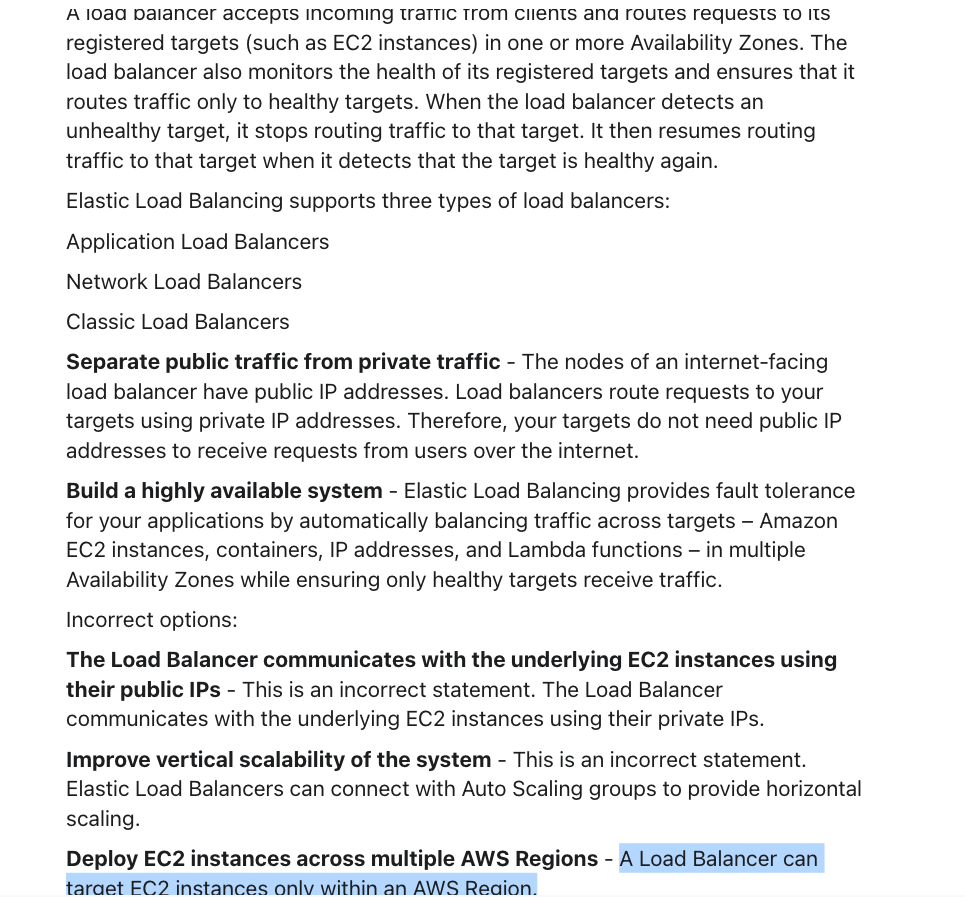 A load balancer accepts incoming traffic from clients and routes requests to its
registered targets (such as EC2 instances) in one or more Availability Zones. The
load balancer also monitors the health of its registered targets and ensures that it
routes traffic only to healthy targets. When the load balancer detects an
unhealthy target, it stops routing traffic to that target. It then resumes routing
traffic to that target when it detects that the target is healthy again.
Elastic Load Balancing supports three types of load balancers:
Application Load Balancers
Network Load Balancers
Classic Load Balancers
Separate public traffic from private traffic - The nodes of an internet-facing
load balancer have public IP addresses. Load balancers route requests to your
targets using private IP addresses. Therefore, your targets do not need public IP
addresses to receive requests from users over the internet.
Build a highly available system - Elastic Load Balancing provides fault tolerance
for your applications by automatically balancing traffic across targets – Amazon
EC2 instances, containers, IP addresses, and Lambda functions – in multiple
Availability Zones while ensuring only healthy targets receive traffic.
Incorrect options:
The Load Balancer communicates with the underlying EC2 instances using
their public IPs - This is an incorrect statement. The Load Balancer
communicates with the underlying EC2 instances using their private IPs.
Improve vertical scalability of the system - This is an incorrect statement.
Elastic Load Balancers can connect with Auto Scaling groups to provide horizontal
scaling.
Deploy EC2 instances across multiple AWS Regions - A Load Balancer can
target EC2 instances only within an AWS Region.